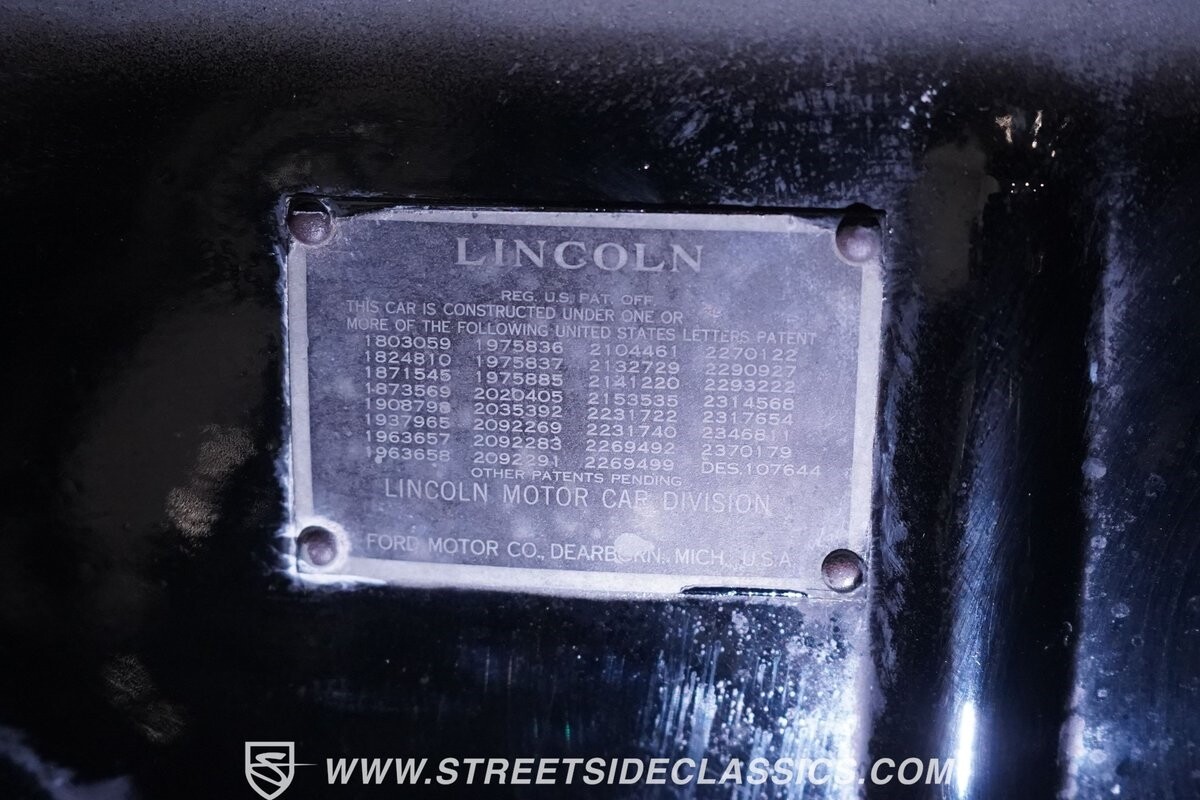 LINCOLN
REG. U.S. PAT. OFF.
THIS CAR IS CONSTRUCTED UNDER ONE OR
MORE OF THE FOLLOWING UNITED STATES LETTERS PATENT
1803059 1975836 2104461 2270122
1824810 1975837 2132729 2290927
1871545 1975885 2141220 2293222
1873569 2020405 2153535 2314568
1908798 2035392 2231722 2317654
1937965 2092269 2231740 2346811
1963657 2092283 2269492 2370179
1963658 2092291 2269499 DES.107644
OTHER PATENTS PENDING
LINCOLN MOTOR CAR DIVISION
FORD MOTOR CO., DEARBORN, MICH., U.S.A.
WWW.STREETSIDECLASSICS.COM